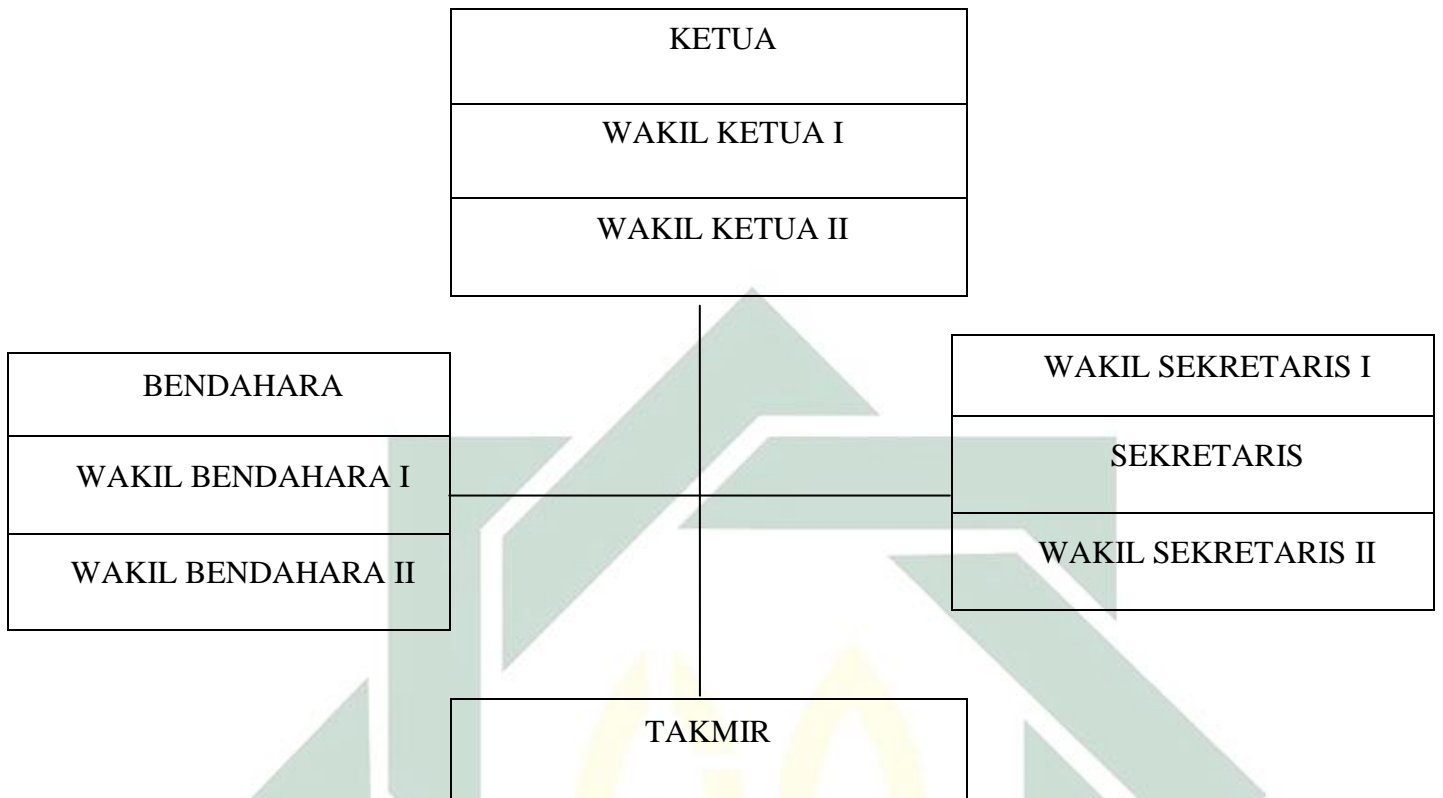 KETUA
WAKIL KETUA I
WAKIL KETUA II
BENDAHARA
WAKIL BENDAHARA I
WAKIL BENDAHARA II
WAKIL SEKRETARIS I
SEKRETARIS
WAKIL SEKRETARIS II
TAKMIR